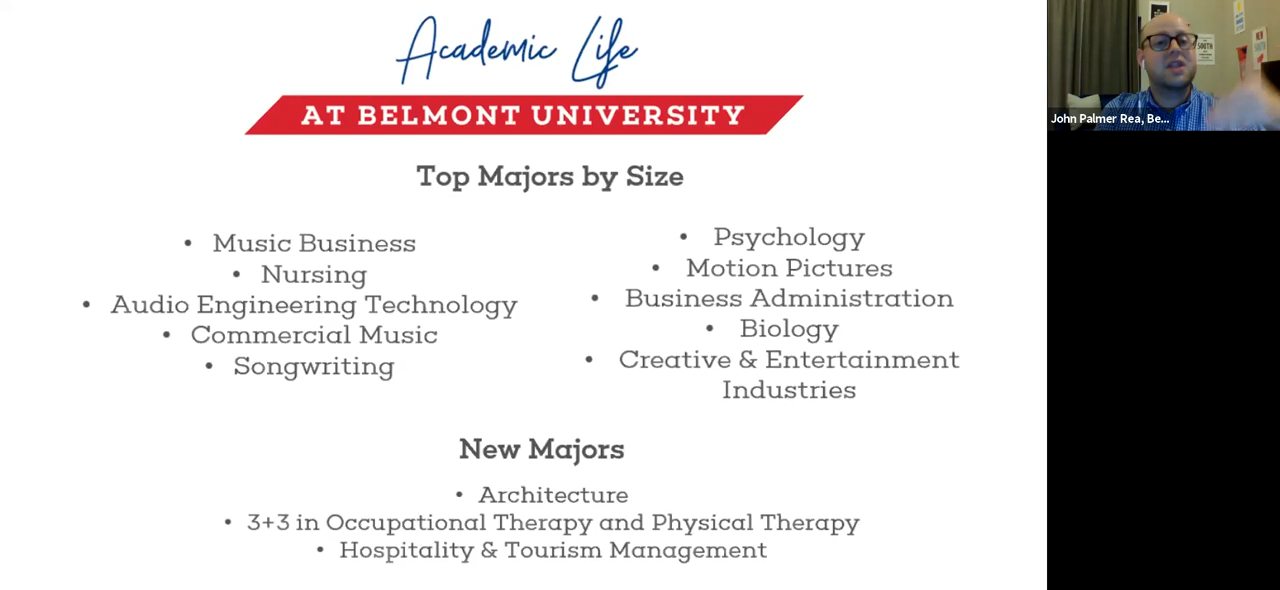 Academic Life
AT BELMONT UNIVERSITY
Top Majors by Size
• Music Business
• Nursing
• Audio Engineering Technology
• Commercial Music
• Songwriting
• Psychology
• Motion Pictures
• Business Administration
• Biology
• Creative & Entertainment
Industries
New Majors
• Architecture
• 3+3 in Occupational Therapy and Physical Therapy
• Hospitality & Tourism Management
SOUTH
John Palmer Rea, Be...